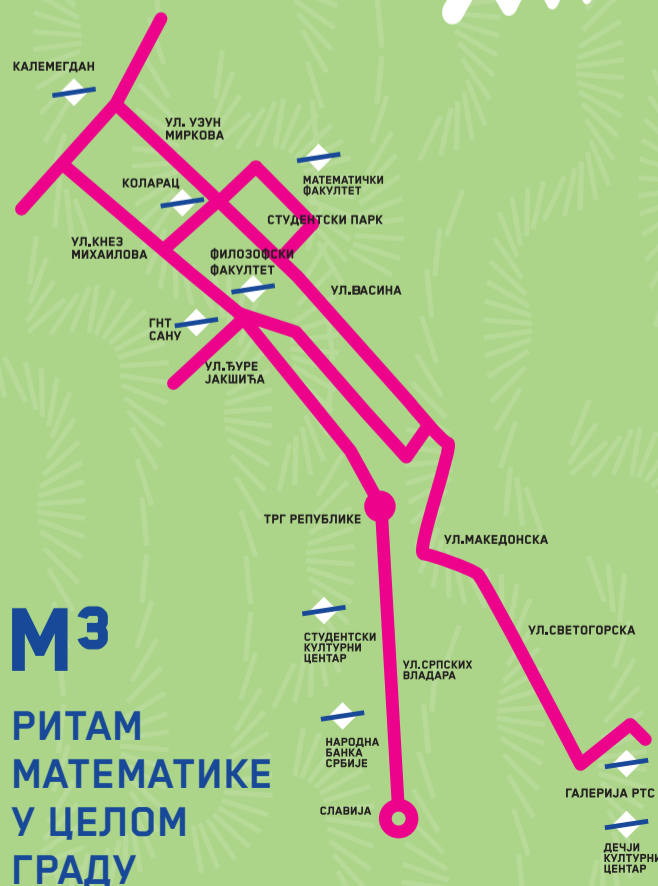 КАЛЕМЕГДАН
УЛ. УЗУН
МИРКОВА
КОЛАРАЦ
МАТЕМАТИЧКИ
ФАКУЛТЕТ
СТУДЕНТСКИ ПАРК
УЛ.КНЕЗ
МИХАИЛОВА
ФИЛОЗОФСКИ
ФАКУЛТЕТ
УЛ.ВАСИНА
ГНТ
САНУ
УЛ.ЂУРЕ
ЈАКШИЋА
ТРГ РЕПУБЛИКЕ
УЛ.МАКЕДОНСКА
СТУДЕНТСКИ
КУЛТУРНИ
ЦЕНТАР
УЛ.СВЕТОГОРСКА
УЛ.СРПСКИХ
ВЛАДАРА
НАРОДНА
БАНКА
СРБИЈЕ
ГАЛЕРИЈА РТС
СЛАВИЈА
ДЕЧЈИ
КУЛТУРНИ
ЦЕНТАР
М³
РИТАМ
МАТЕМАТИКЕ
У ЦЕЛОМ
ГРАДУ